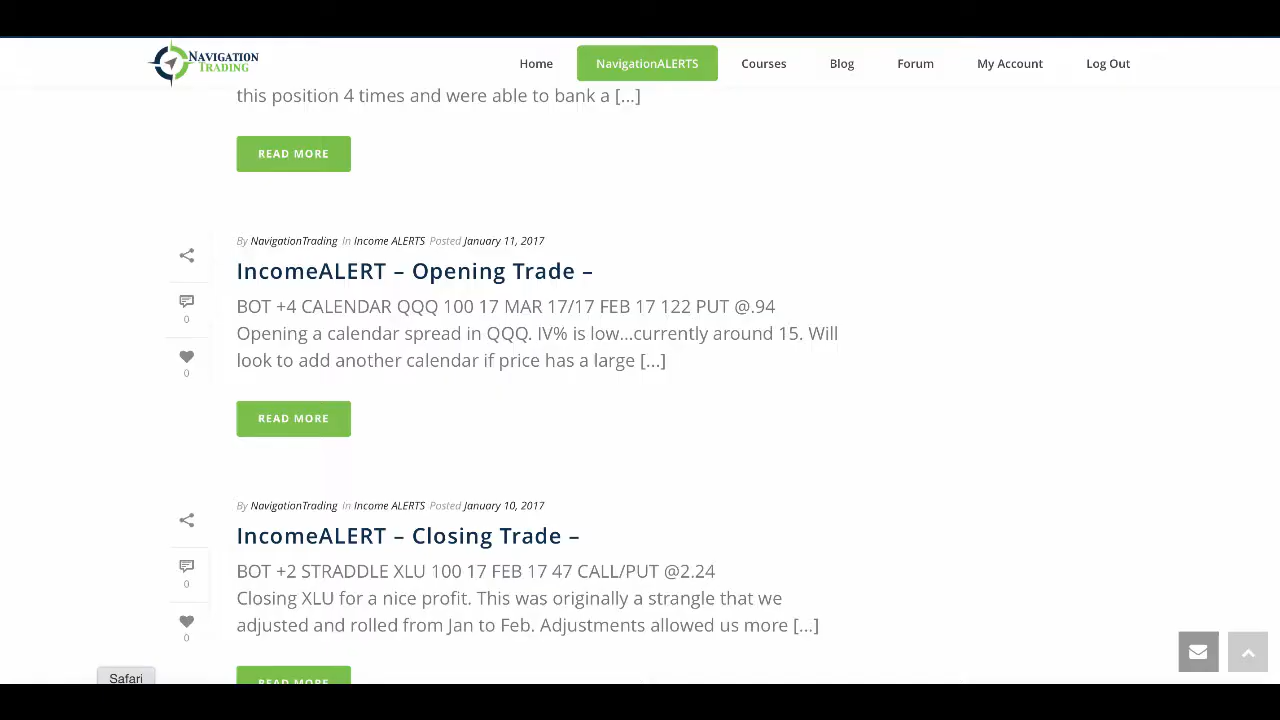 NAVIGATION
TRADING
Home NavigationALERTS Courses Blog Forum My Account Log Out
this position 4 times and were able to bank a [...]
READ MORE
By NavigationTrading In Income ALERTS Posted January 11, 2017
IncomeALERT – Opening Trade –
BOT +4 CALENDAR QQQ 100 17 MAR 17/17 FEB 17 122 PUT @.94
Opening a calendar spread in QQQ. IV% is low...currently around 15. Will
look to add another calendar if price has a large [...]
0
0
READ MORE
By NavigationTrading In Income ALERTS Posted January 10, 2017
IncomeALERT – Closing Trade –
BOT +2 STRADDLE XLU 100 17 FEB 17 47 CALL/PUT @2.24
Closing XLU for a nice profit. This was originally a strangle that we
adjusted and rolled from Jan to Feb. Adjustments allowed us more [...]
0
0
READ MORE
Safari